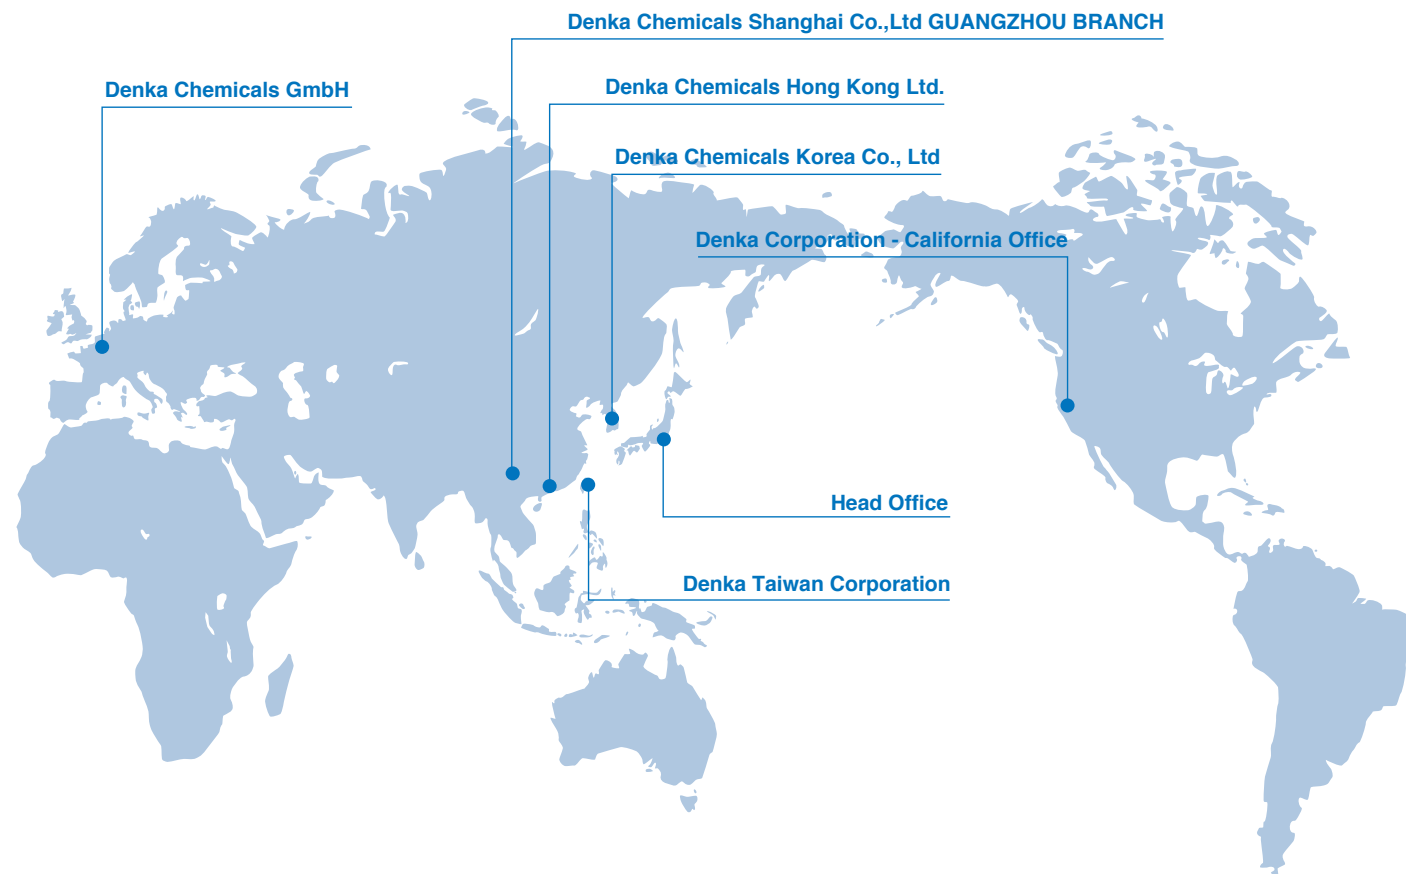 Denka Chemicals Shanghai Co.,Ltd GUANGZHOU BRANCH
Denka Chemicals GmbH
Denka Chemicals Hong Kong Ltd.
Denka Chemicals Korea Co., Ltd
Denka Corporation - California Office
Head Office
Denka Taiwan Corporation